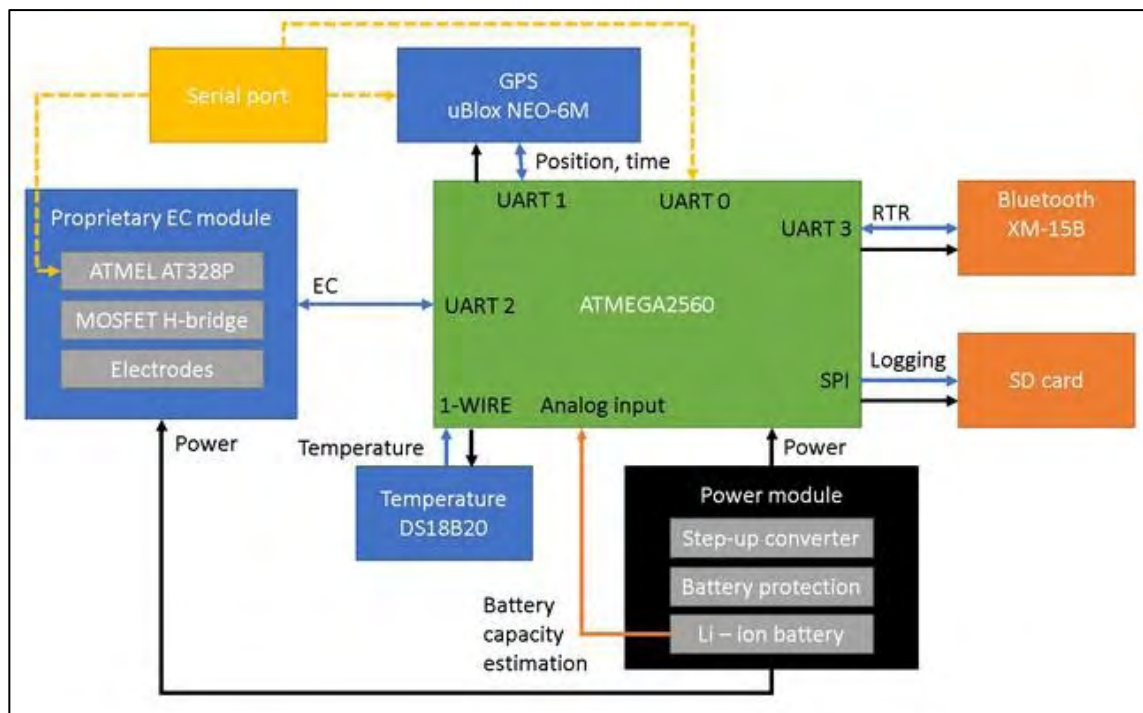 Serial port
GPS
uBlox NEO-6M
Position, time
UART 1
UART 0
UART 3
RTR
Bluetooth
XM-15B
Proprietary EC module
ATMEL AT328P
MOSFET H-bridge
Electrodes
EC
UART 2
ATMEGA2560
SPI
Logging
SD card
1-WIRE
Analog input
Power
Temperature
Temperature
DS18B20
Power
Power module
Step-up converter
Battery protection
Li – ion battery
Battery
capacity
estimation